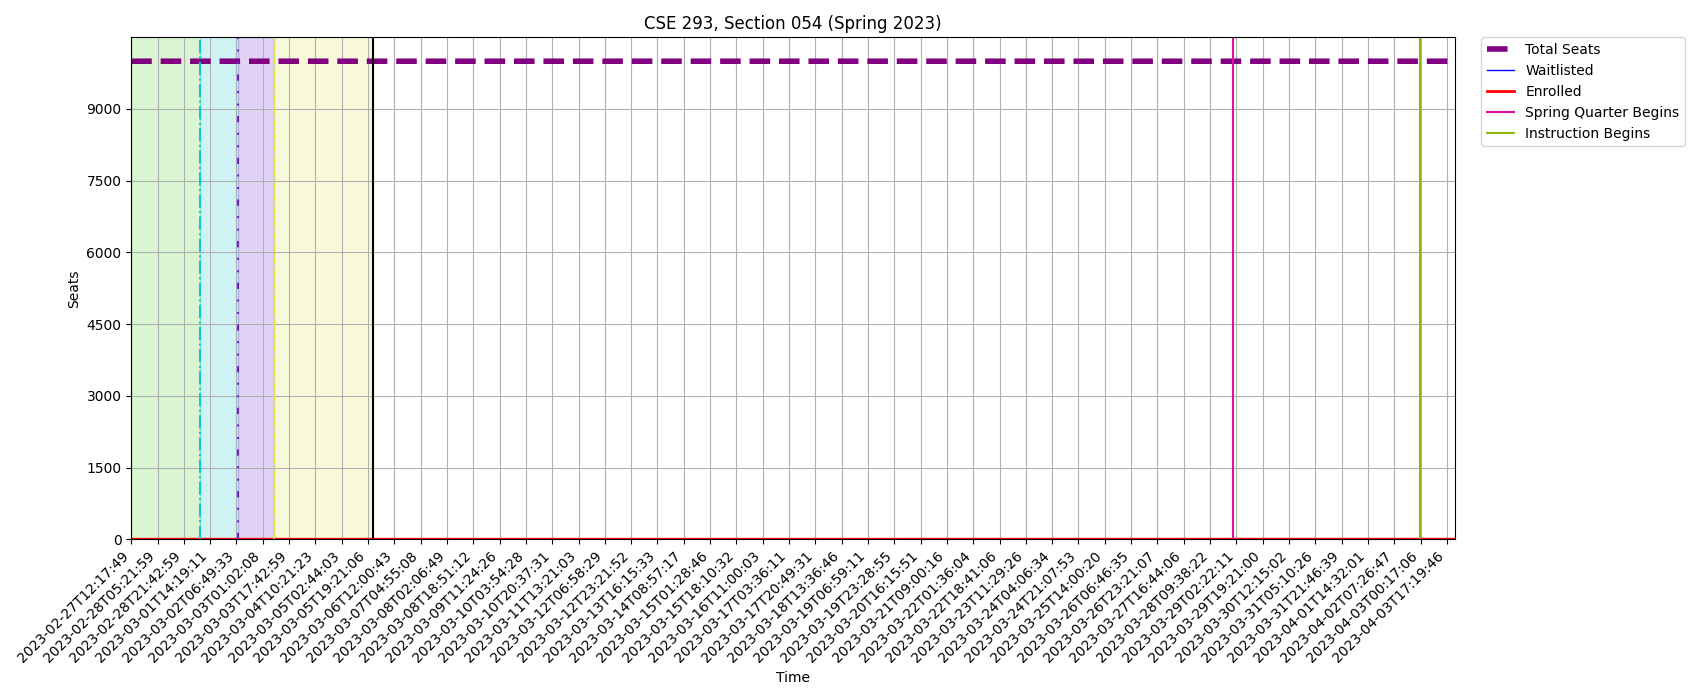 CSE 293, Section 054 (Spring 2023)
Total Seats
Waitlisted
Enrolled
Spring Quarter Begins
Instruction Begins
Seats
9000
7500
6000
4500
3000
1500
0
2023-02-27T12:17:49
2023-02-28T05:21:59
2023-02-28T21:42:59
2023-03-01T14:19:11
2023-03-02T06:49:33
2023-03-03T01:02:08
2023-03-03T17:42:59
2023-03-04T10:21:23
2023-03-05T02:44:03
2023-03-05T19:21:06
2023-03-06T12:00:43
2023-03-07T04:55:08
2023-03-08T02:06:49
2023-03-08T18:51:12
2023-03-09T11:24:26
2023-03-10T03:54:28
2023-03-10T20:37:31
2023-03-11T13:21:03
2023-03-12T06:58:29
2023-03-12T23:21:52
2023-03-13T16:15:33
2023-03-14T08:57:17
2023-03-15T01:28:46
2023-03-15T18:10:32
2023-03-16T11:00:03
2023-03-17T03:36:11
2023-03-17T20:49:31
2023-03-18T13:36:46
2023-03-19T06:59:11
2023-03-19T23:28:55
2023-03-20T16:15:51
2023-03-21T09:00:16
2023-03-22T01:36:04
2023-03-22T18:41:06
2023-03-23T11:29:26
2023-03-24T04:06:34
2023-03-24T21:07:53
2023-03-25T14:00:20
2023-03-26T06:46:35
2023-03-26T23:21:07
2023-03-27T16:44:06
2023-03-28T09:38:22
2023-03-29T02:22:11
2023-03-29T19:21:00
2023-03-30T12:15:02
2023-03-31T05:10:26
2023-03-31T21:46:39
2023-04-01T14:32:01
2023-04-02T07:26:47
2023-04-03T00:17:06
2023-04-03T17:19:46
Time